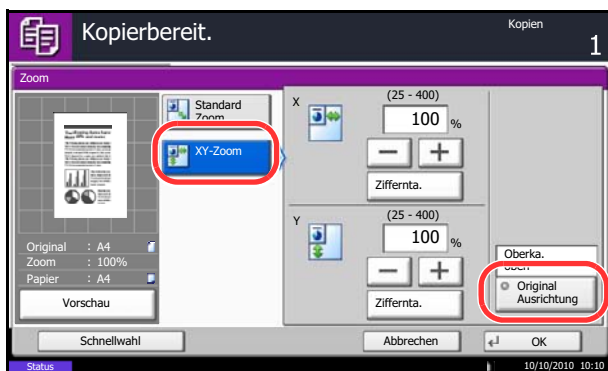 Kopierbereit.
Kopien
1
Zoom
Standard
Zoom
XY-Zoom
X
(25 - 400)
100 %
Ziffernta.
Y
(25 - 400)
100 %
Ziffernta.
Original : A4
Zoom : 100%
Papier : A4
Vorschau
Oberka.
oben
Original
Ausrichtung
Schnellwahl
Abbrechen
OK
Status
10/10/2010 10:10